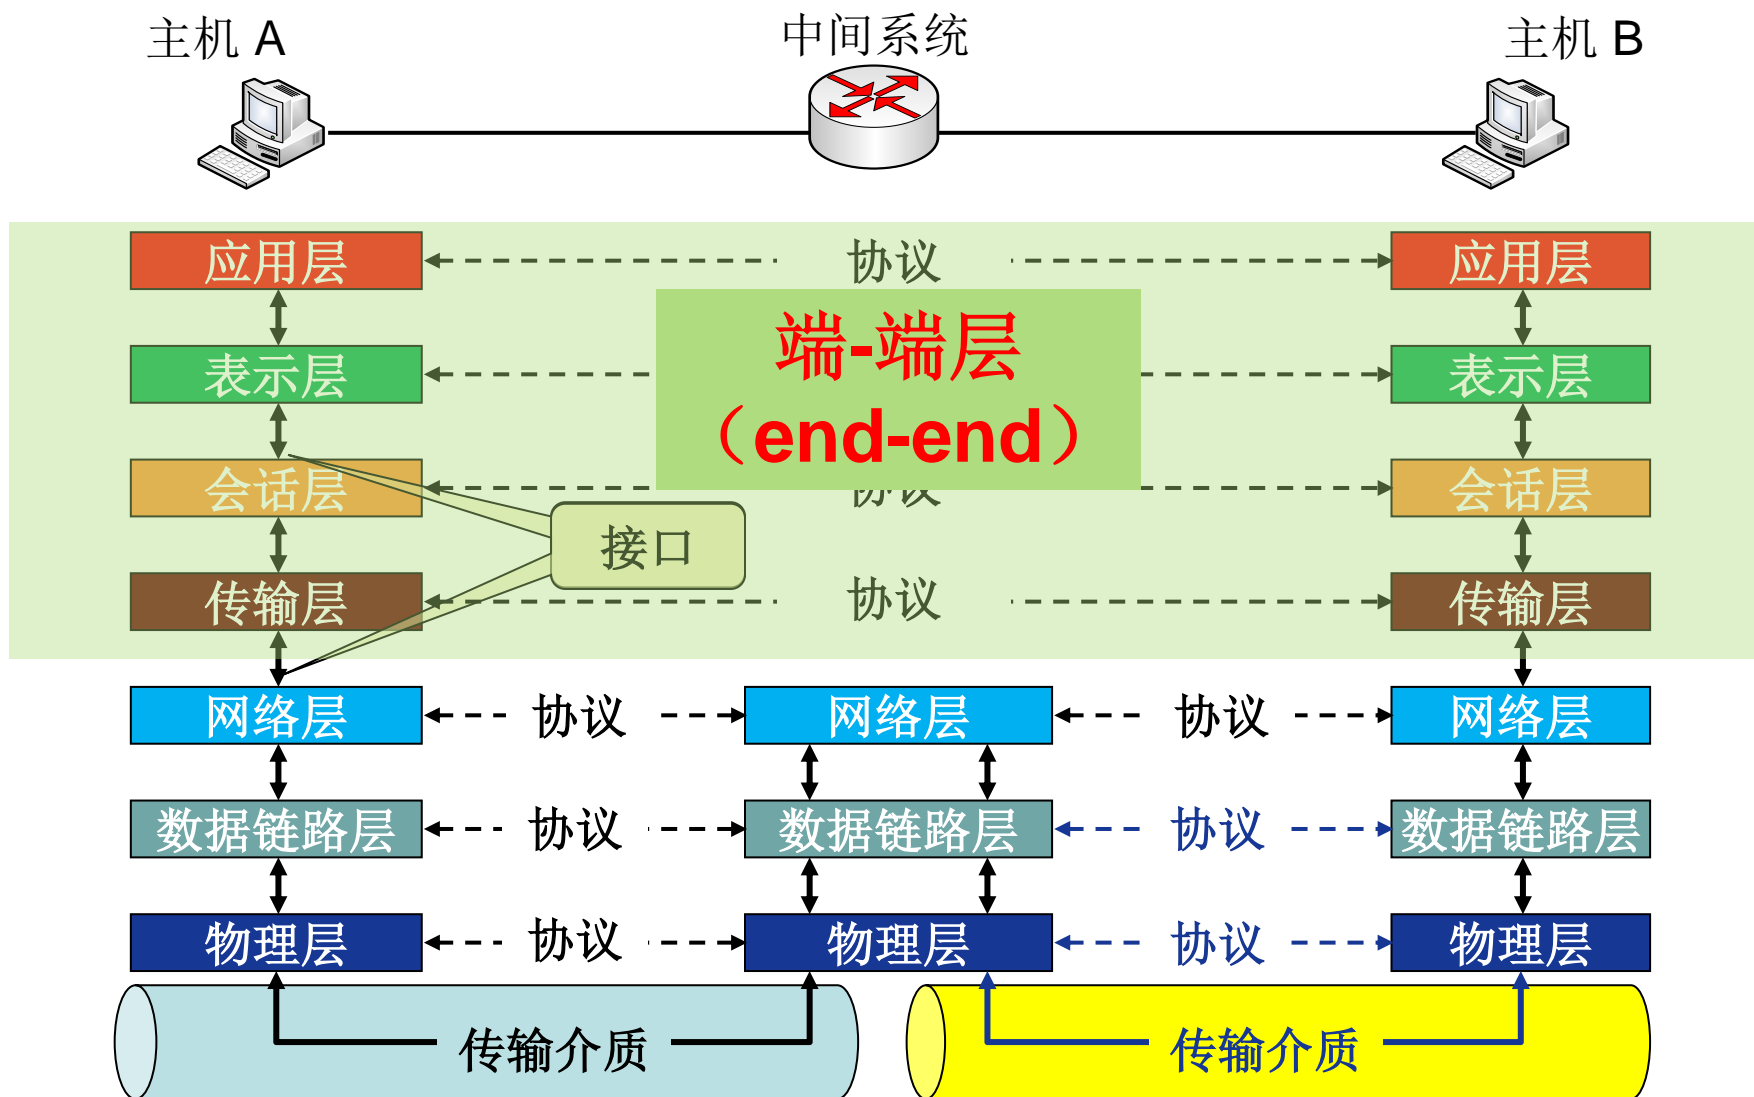 主机 A
中间系统
主机 B
应用层
协议
应用层
端-端层
（end-end）
表示层
表示层
会话层
协议
会话层
接口
传输层
协议
传输层
网络层
协议
网络层
协议
网络层
数据链路层
协议
数据链路层
协议
数据链路层
物理层
协议
物理层
协议
物理层
传输介质
传输介质